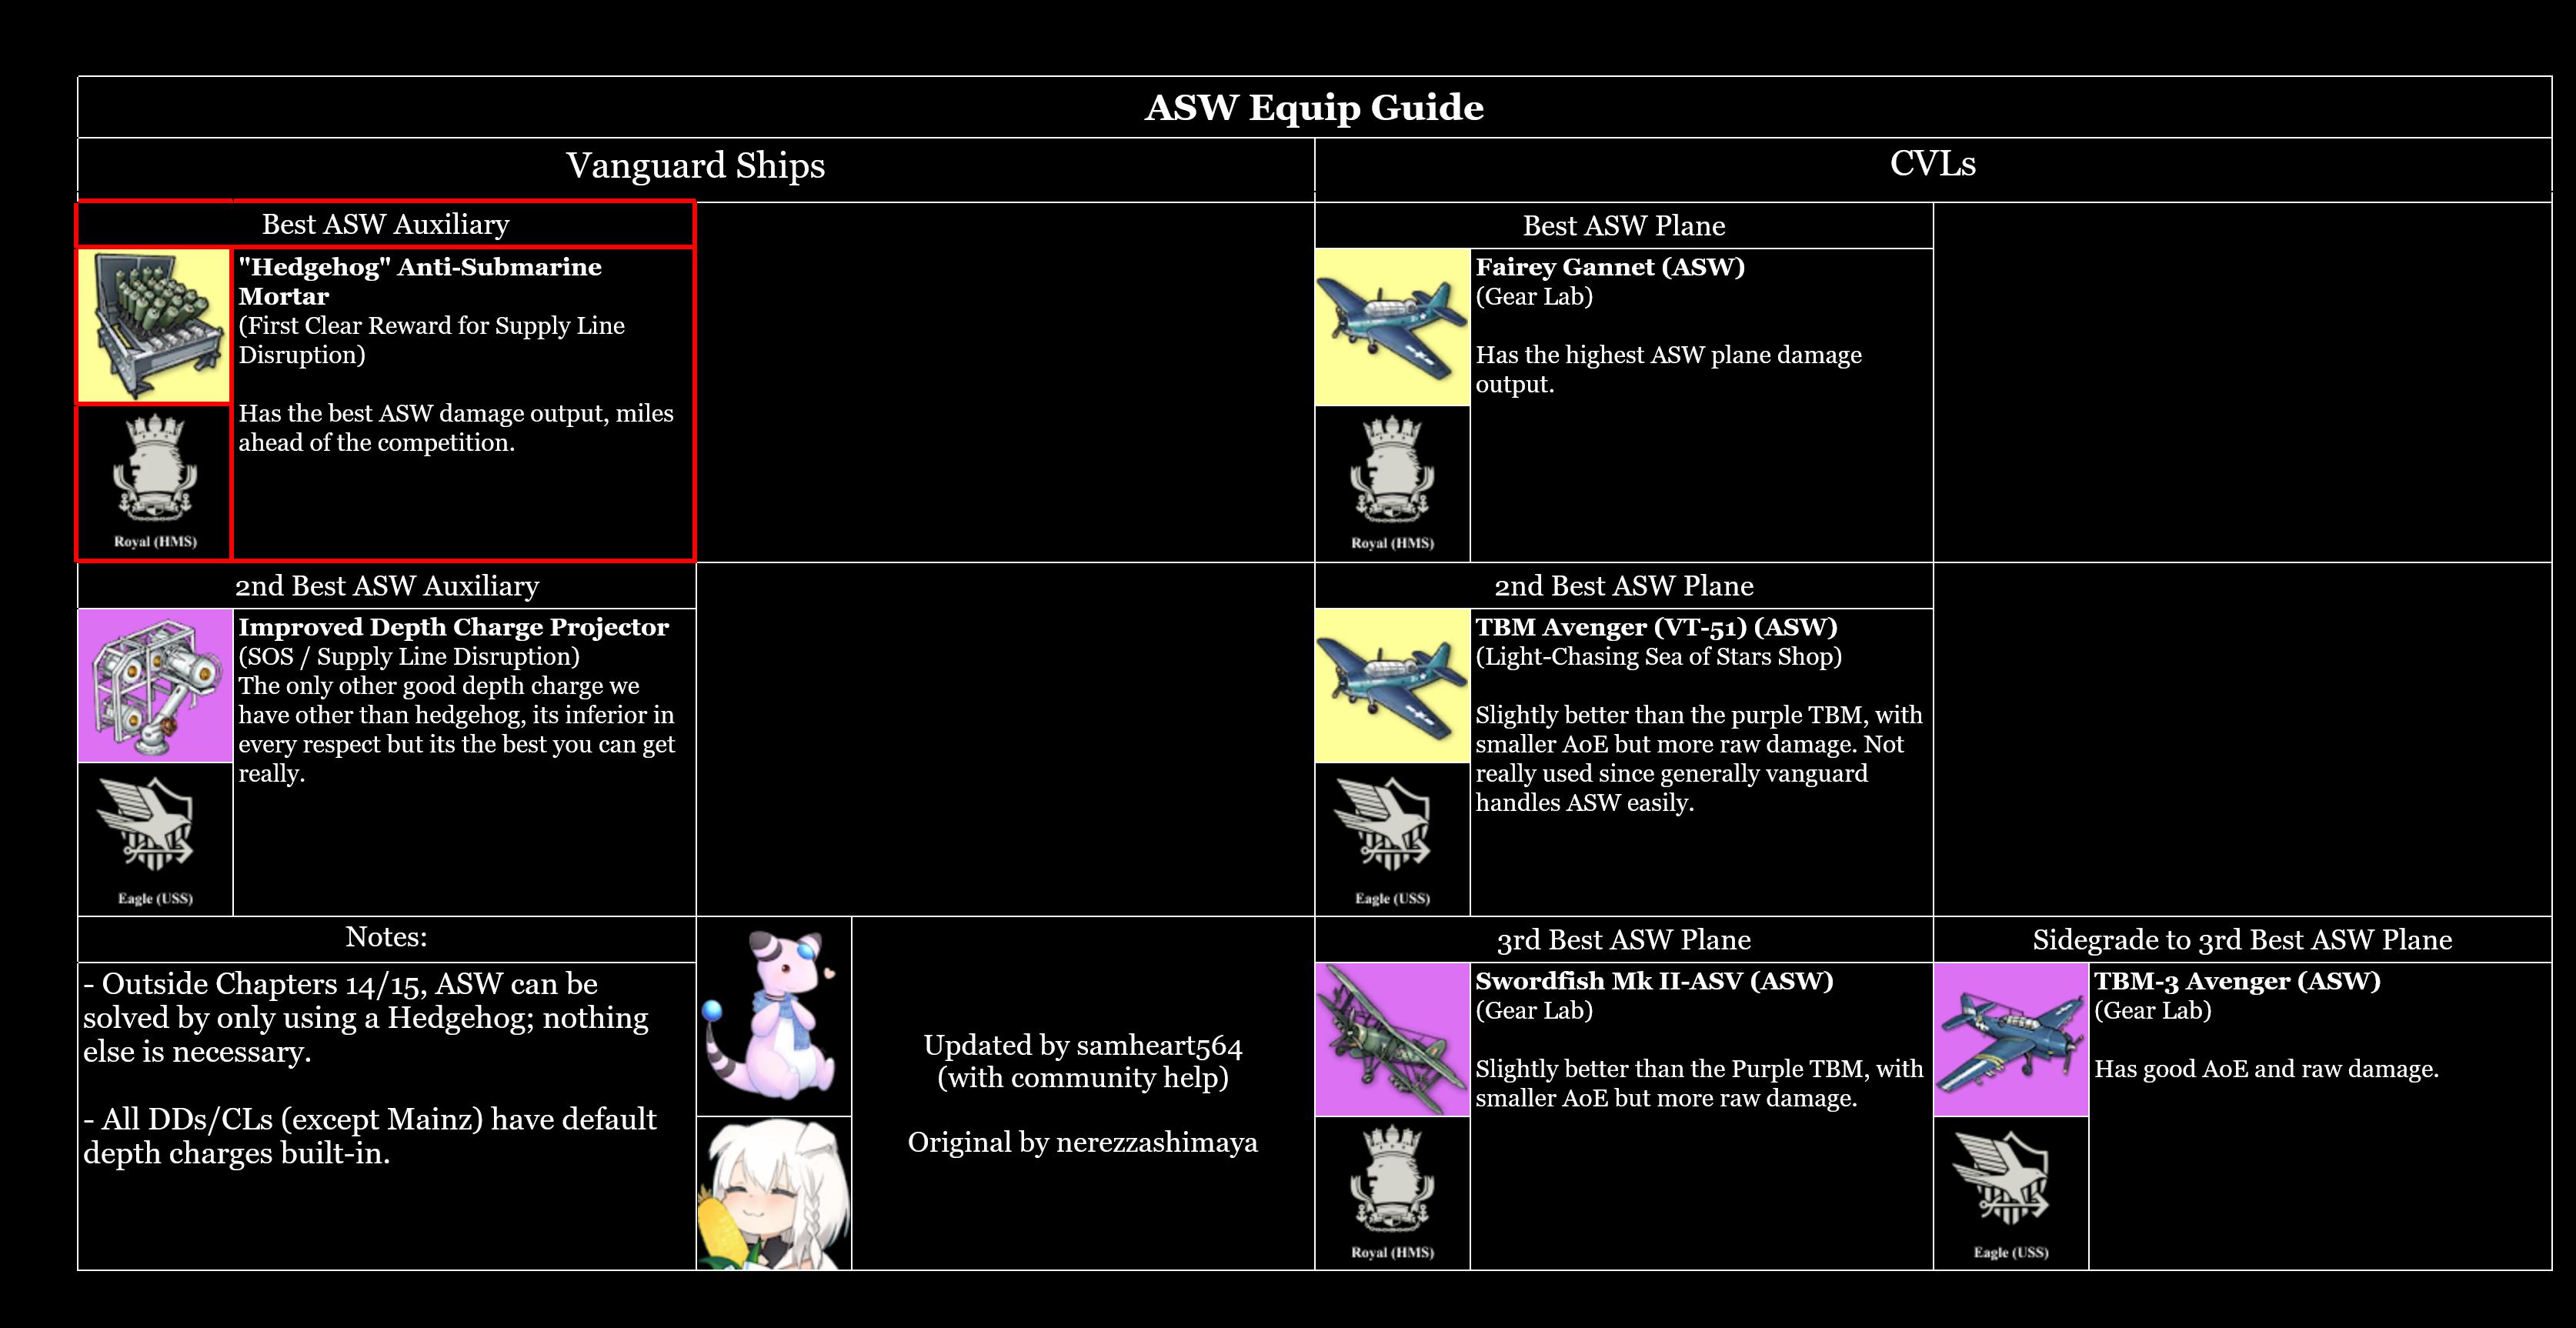 ASW Equip Guide
Vanguard Ships
CVLs
Best ASW Auxiliary
"Hedgehog" Anti-Submarine
Mortar
(First Clear Reward for Supply Line
Disruption)
Has the best ASW damage output, miles
ahead of the competition.
Royal (HMS)
Best ASW Plane
Fairey Gannet (ASW)
(Gear Lab)
Has the highest ASW plane damage
output.
Royal (HMS)
2nd Best ASW Auxiliary
Improved Depth Charge Projector
(SOS / Supply Line Disruption)
The only other good depth charge we
have other than hedgehog, its inferior in
every respect but its the best you can get
really.
Eagle (USS)
2nd Best ASW Plane
TBM Avenger (VT-51) (ASW)
(Light-Chasing Sea of Stars Shop)
Slightly better than the purple TBM, with
smaller AoE but more raw damage. Not
really used since generally vanguard
handles ASW easily.
Eagle (USS)
Notes:
- Outside Chapters 14/15, ASW can be
solved by only using a Hedgehog; nothing
else is necessary.
- All DDs/CLs (except Mainz) have default
depth charges built-in.
Updated by samheart564
(with community help)
Original by nerezzashimaya
3rd Best ASW Plane
Swordfish Mk II-ASV (ASW)
(Gear Lab)
Slightly better than the Purple TBM, with
smaller AoE but more raw damage.
Royal (HMS)
Sidegrade to 3rd Best ASW Plane
TBM-3 Avenger (ASW)
(Gear Lab)
Has good AoE and raw damage.
Eagle (USS)